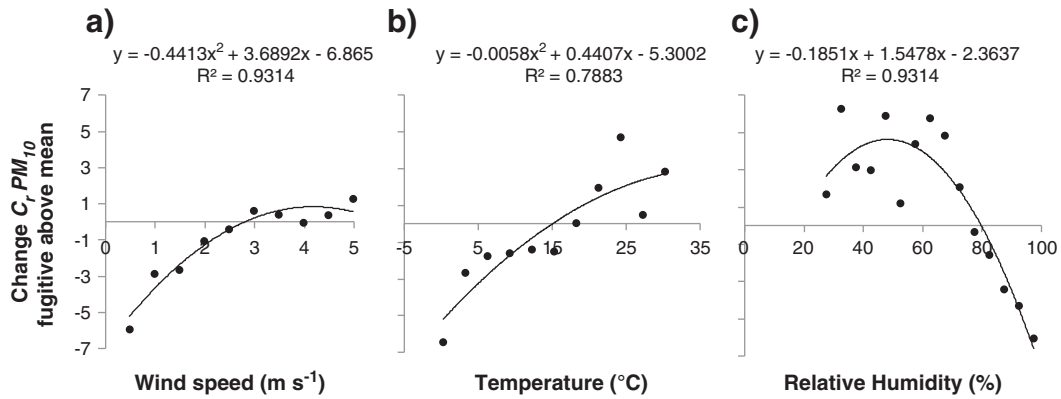 a)
y = -0.4413x² + 3.6892x - 6.865
R² = 0.9314
b)
y = -0.0058x² + 0.4407x - 5.3002
R² = 0.7883
c)
y = -0.1851x + 1.5478x - 2.3637
R² = 0.9314
Change CᵣPM₁₀
fugitive above mean
7
5
3
1
-1
-3
-5
-7
0 1 2 3 4 5
Wind speed (m s⁻¹)
-5 5 15 25 35
Temperature (°C)
0 20 40 60 80 100
Relative Humidity (%)